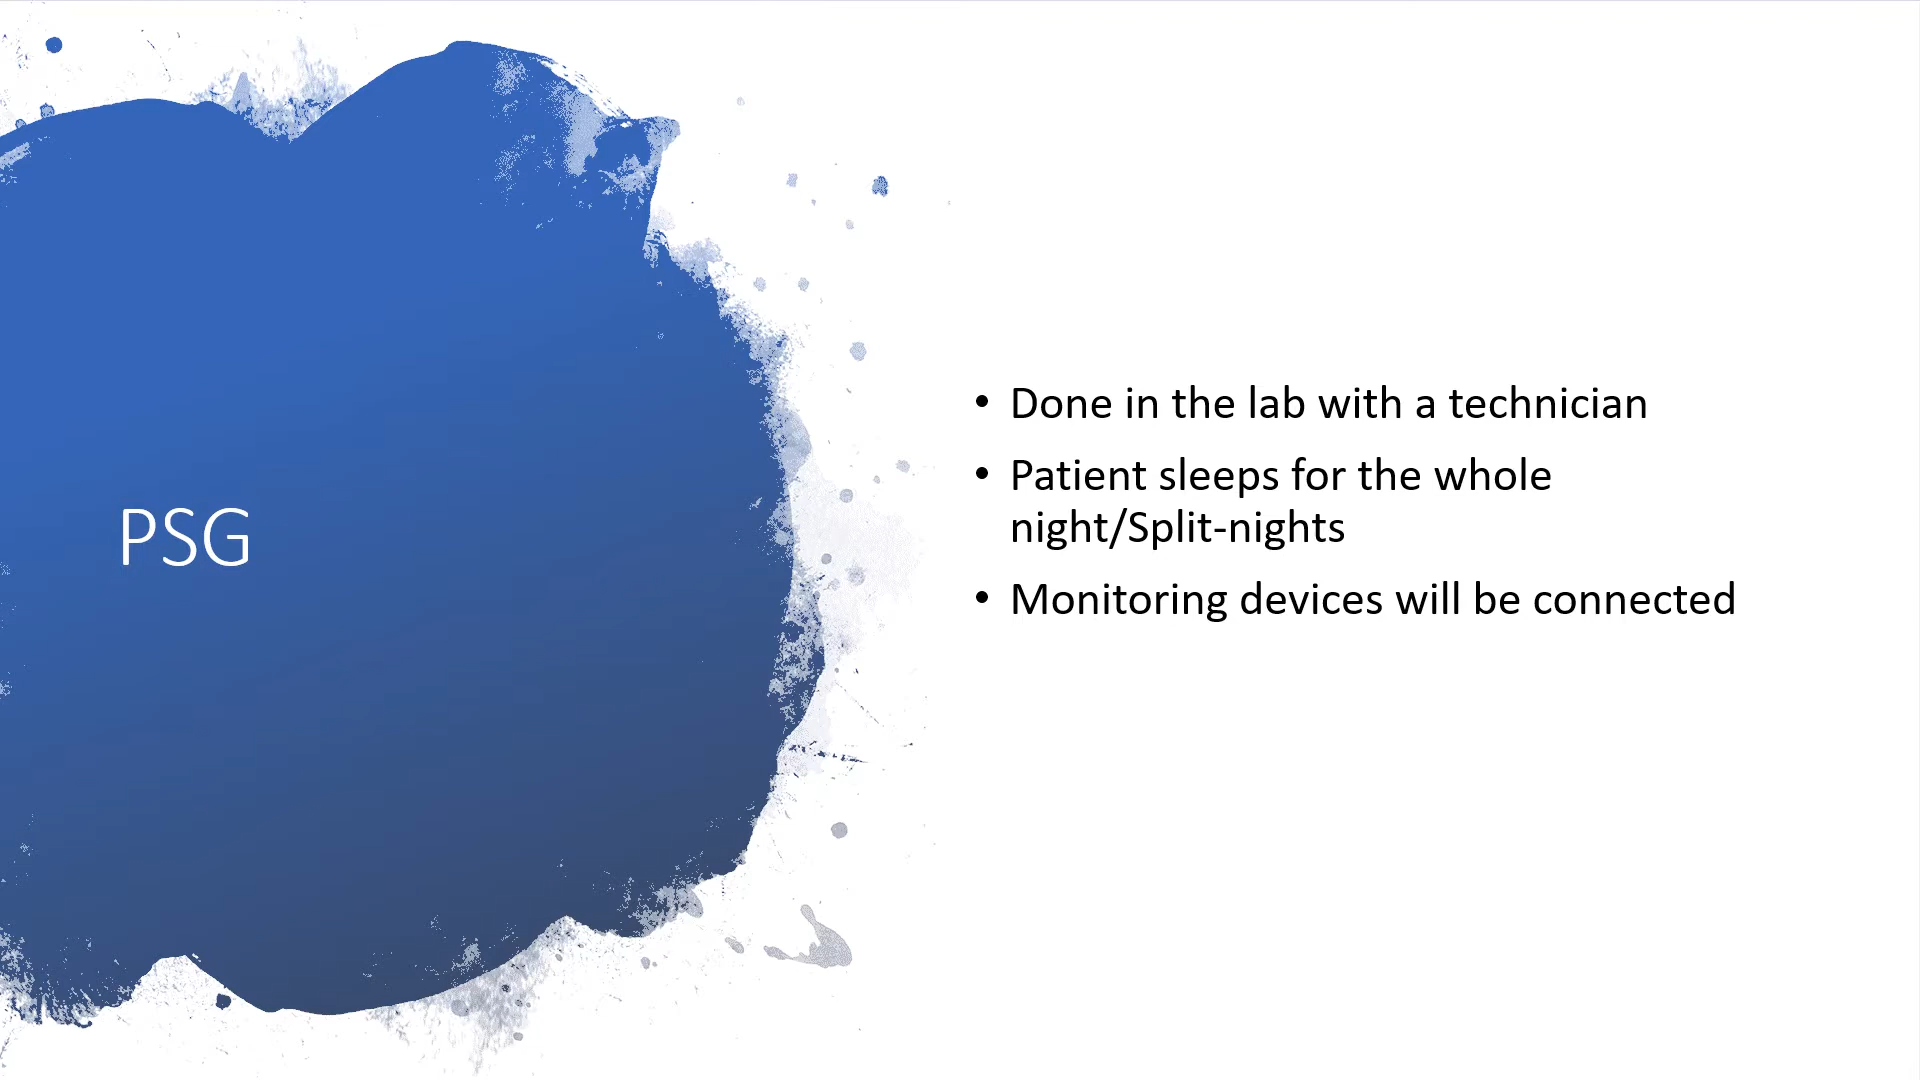 PSG
• Done in the lab with a technician
• Patient sleeps for the whole
night/Split-nights
• Monitoring devices will be connected